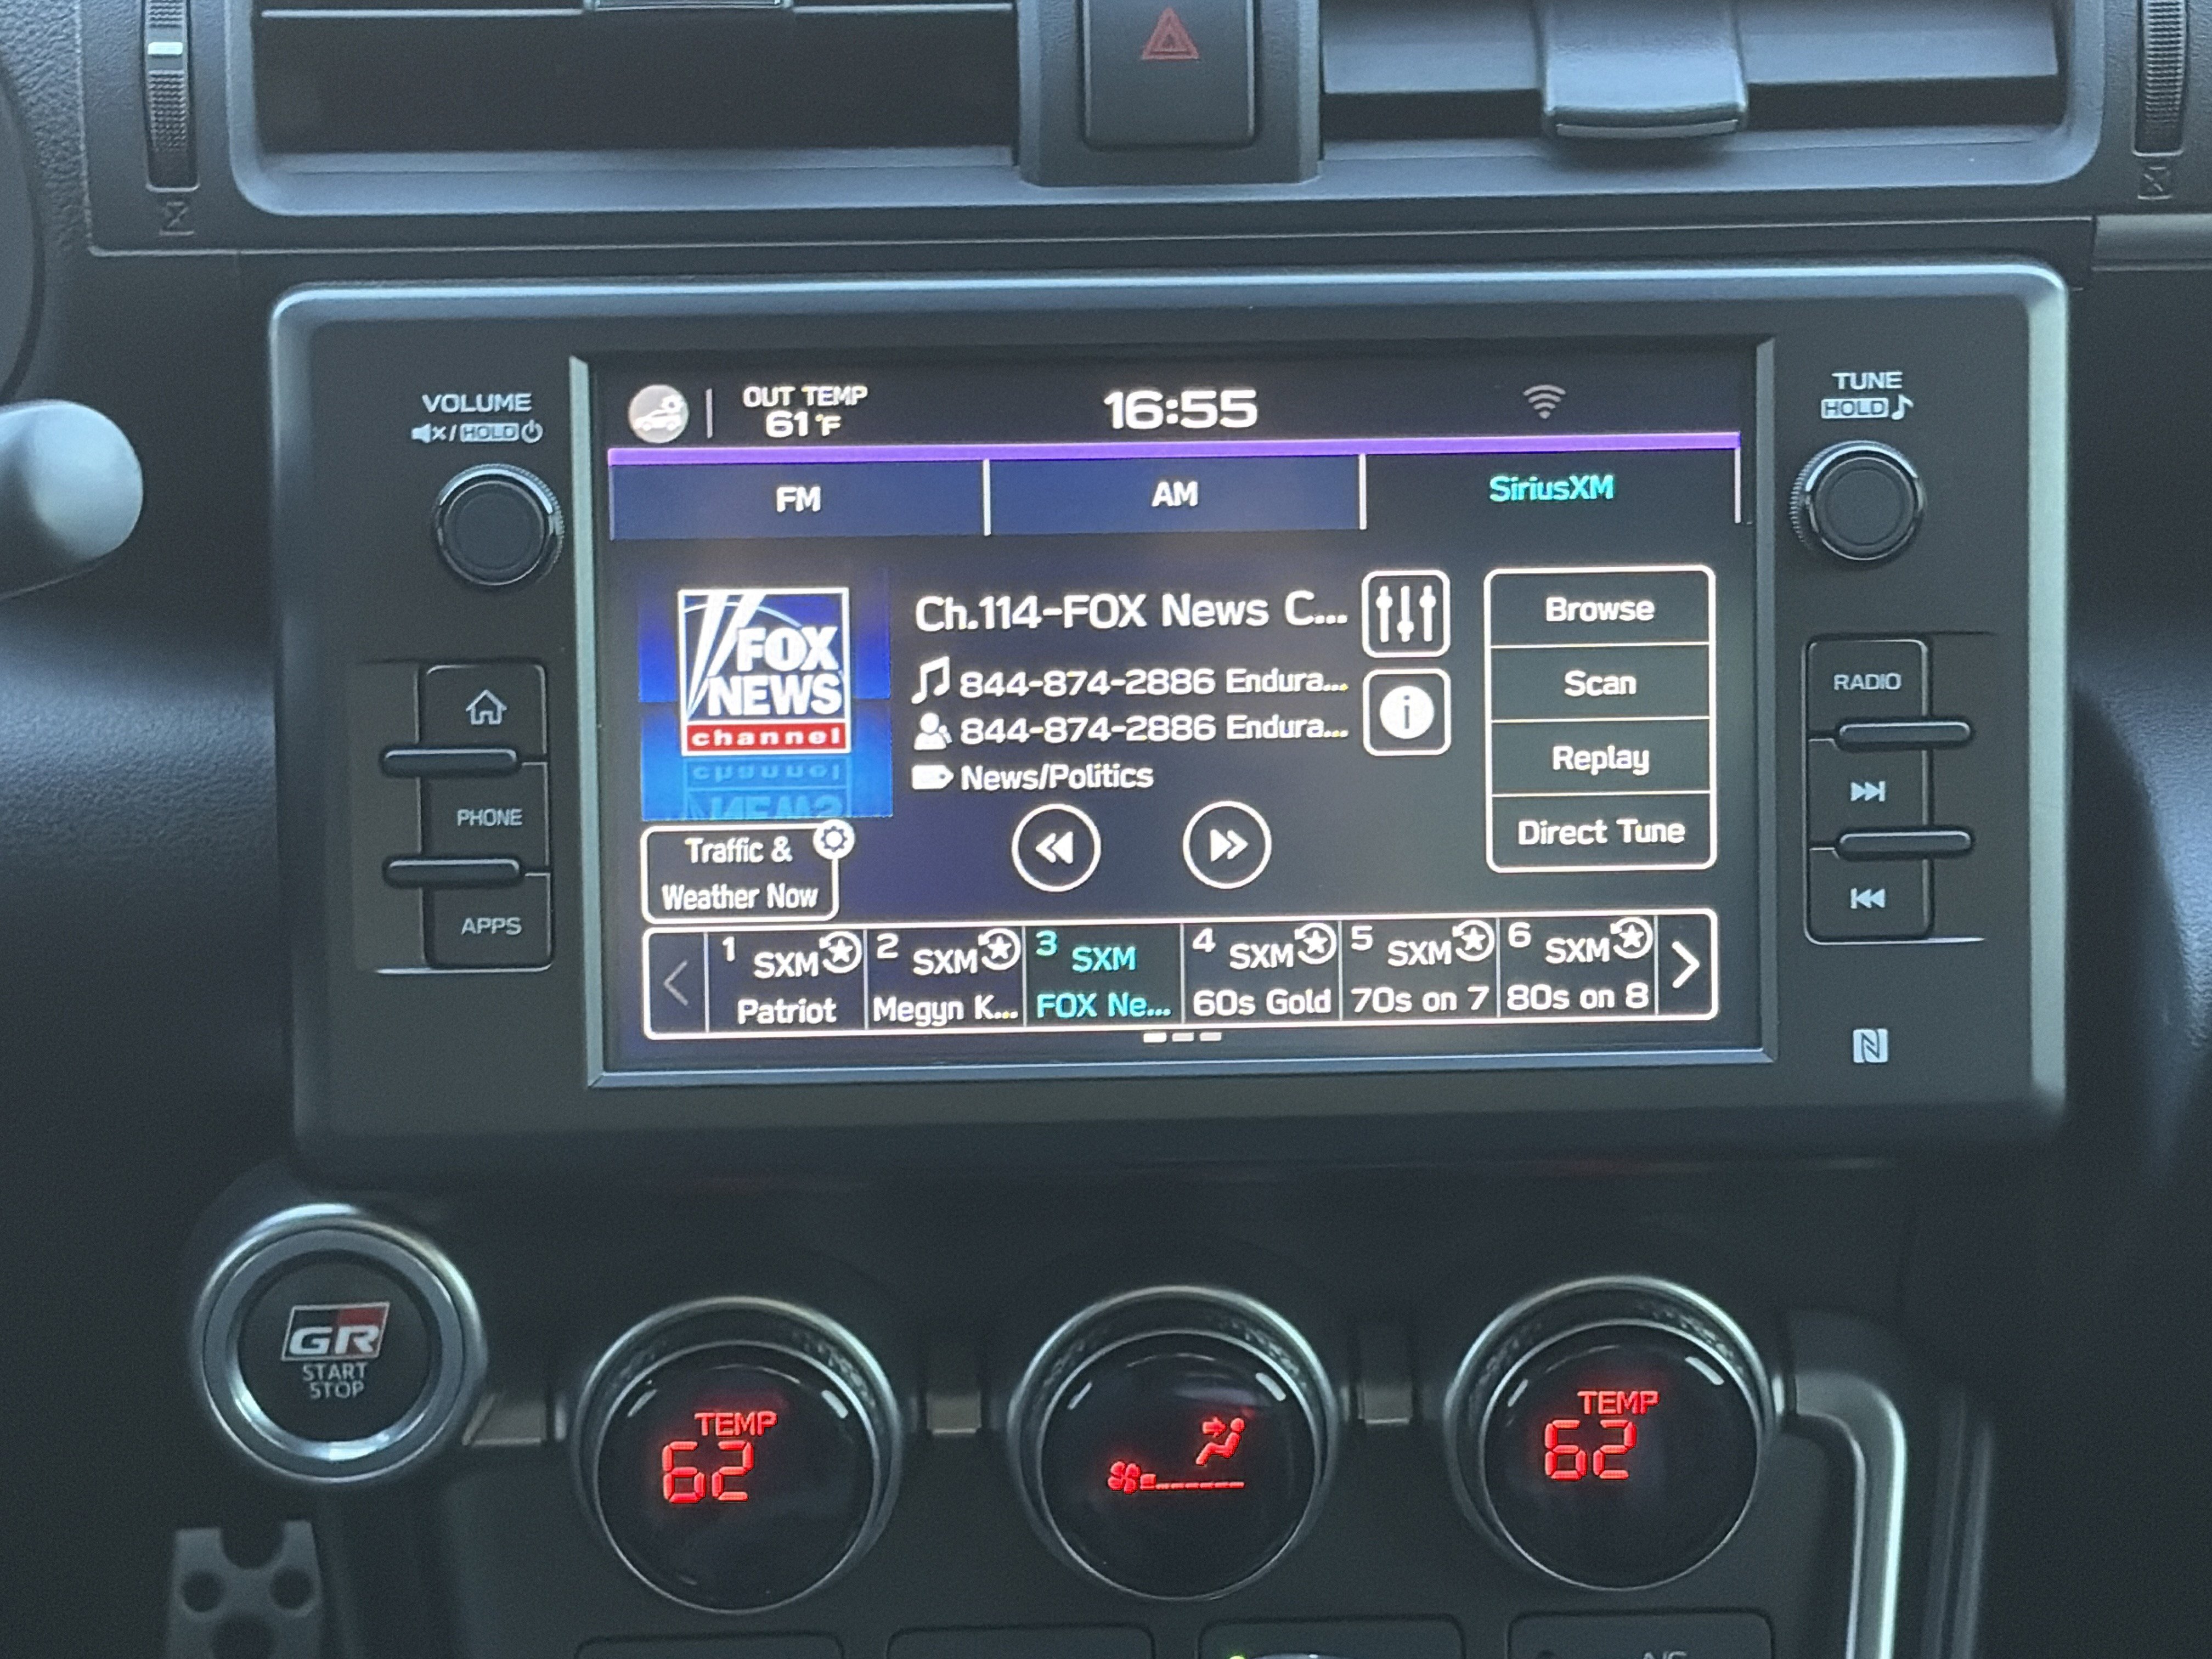 VOLUME
HOLD
OUT TEMP
61°F
16:55
TUNE
HOLD
FM
AM
SiriusXM
FOX
NEWS
channel
Ch.114-FOX News C...
844-874-2886 Endura...
844-874-2886 Endura...
News/Politics
Browse
Scan
Replay
Direct Tune
Traffic &
Weather Now
1 SXM
Patriot
2 SXM
Megyn K...
3 SXM
FOX Ne...
4 SXM
60s Gold
5 SXM
70s on 7
6 SXM
80s on 8
PHONE
APPS
RADIO
GR
START
STOP
TEMP
62
TEMP
62